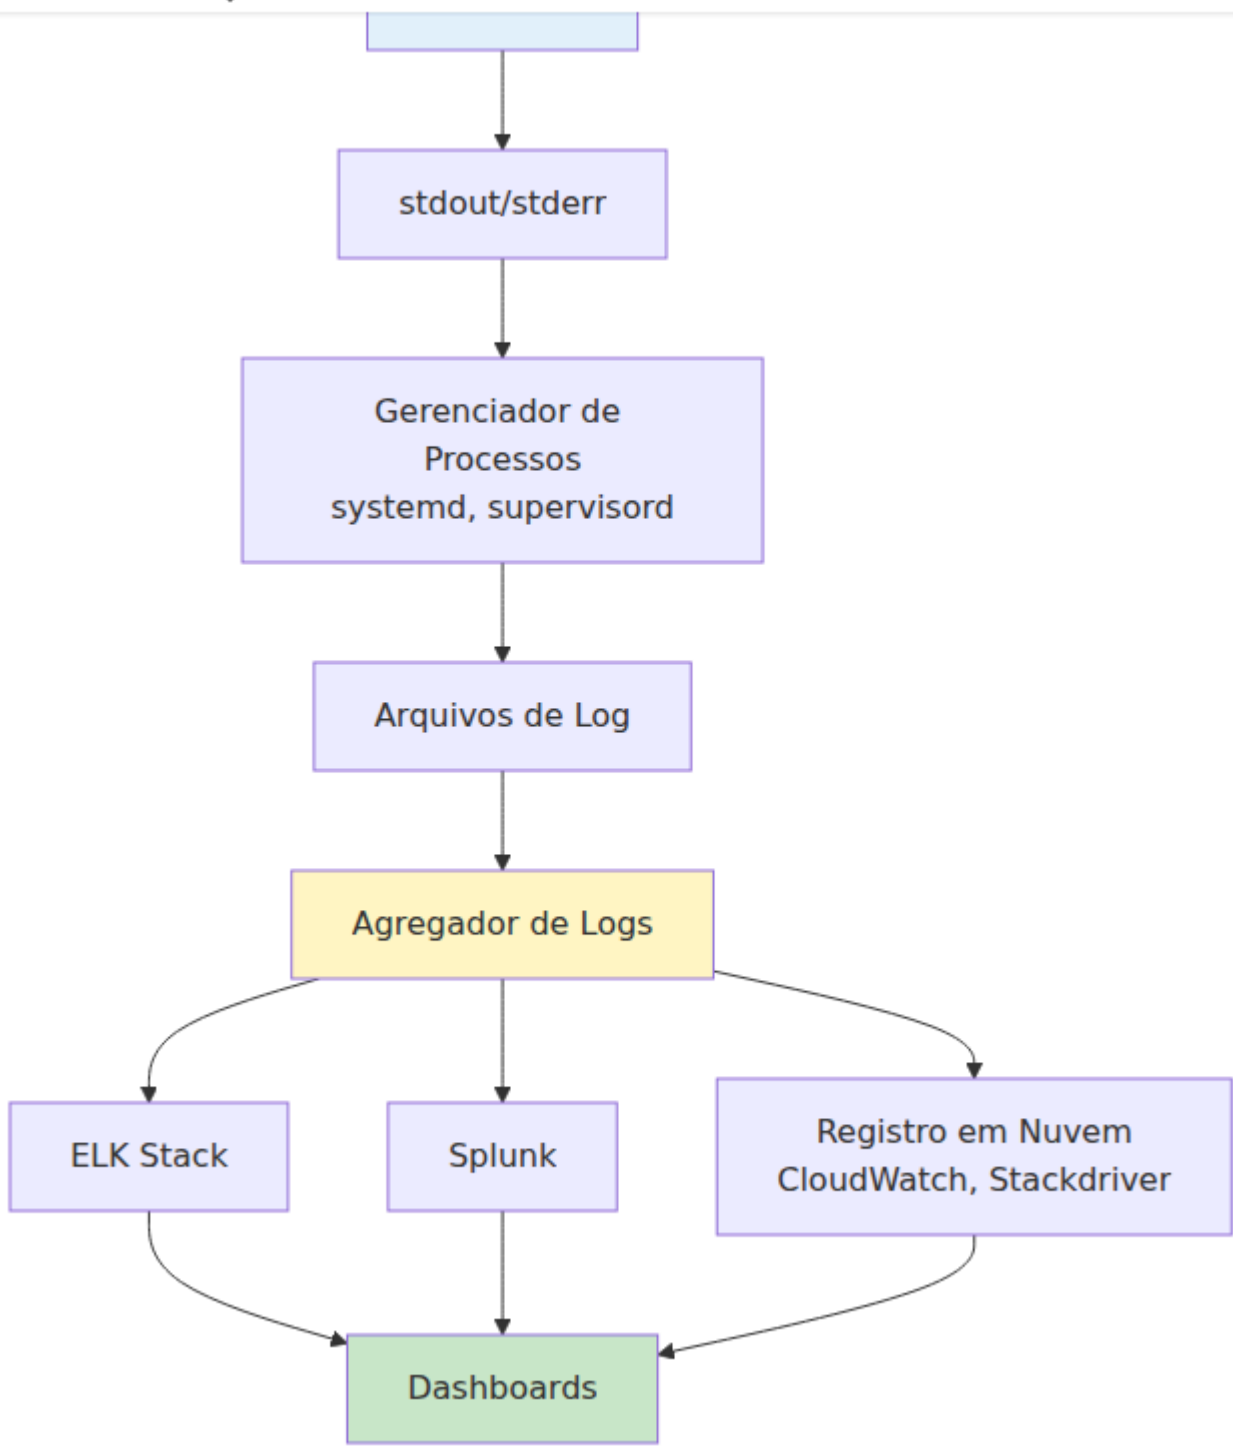 stdout/stderr
Gerenciador de
Processos
systemd, supervisord
Arquivos de Log
Agregador de Logs
ELK Stack
Splunk
Registro em Nuvem
CloudWatch, Stackdriver
Dashboards